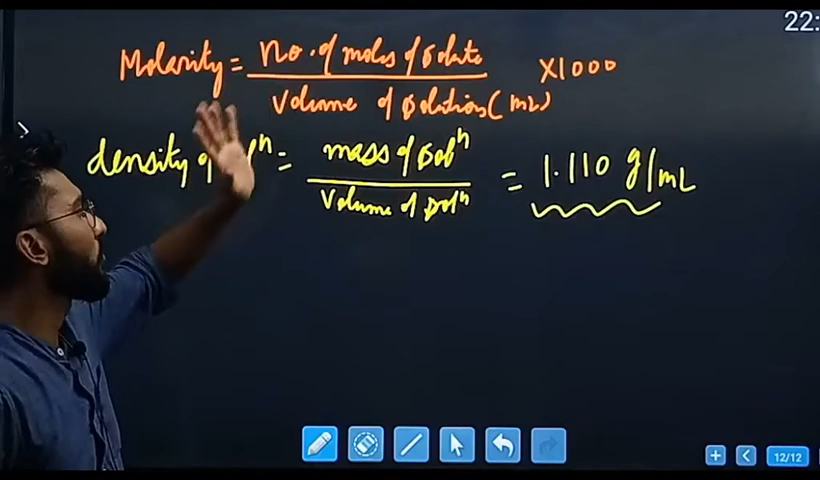 22:
Molarity = No. of moles of solute X1000
Volume of solution (mL)
density of = mass of solⁿ = 1.110 g/mL
Volume of solⁿ
12/12